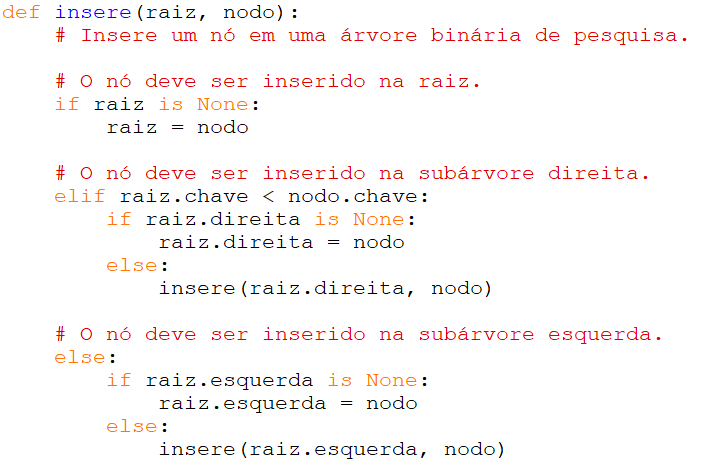 def insere(raiz, nodo):
    # Insere um nó em uma árvore binária de pesquisa.

    # O nó deve ser inserido na raiz.
    if raiz is None:
        raiz = nodo

    # O nó deve ser inserido na subárvore direita.
    elif raiz.chave < nodo.chave:
        if raiz.direita is None:
            raiz.direita = nodo
        else:
            insere(raiz.direita, nodo)

    # O nó deve ser inserido na subárvore esquerda.
    else:
        if raiz.esquerda is None:
            raiz.esquerda = nodo
        else:
            insere(raiz.esquerda, nodo)